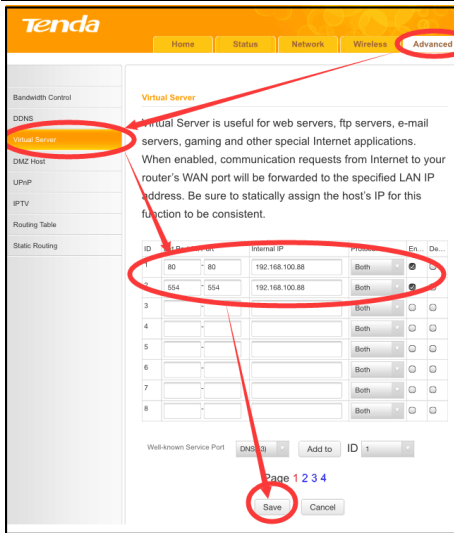 Tenda
Home Status Network Wireless Advanced
Bandwidth Control
DDNS
Virtual Server
DMZ Host
UPnP
IPTV
Routing Table
Static Routing
Virtual Server
Virtual Server is useful for web servers, ftp servers, e-mail
servers, gaming and other special Internet applications.
When enabled, communication requests from Internet to your
router's WAN port will be forwarded to the specified LAN IP
address. Be sure to statically assign the host's IP for this
function to be consistent.
ID Port Internal IP En... De...
1 80 - 80 192.168.100.88 Both
2 554 - 554 192.168.100.88 Both
3 - Both
4 - Both
5 - Both
6 - Both
7 - Both
8 - Both
Well-known Service Port Add to ID 1
Page 1 2 3 4
Save Cancel